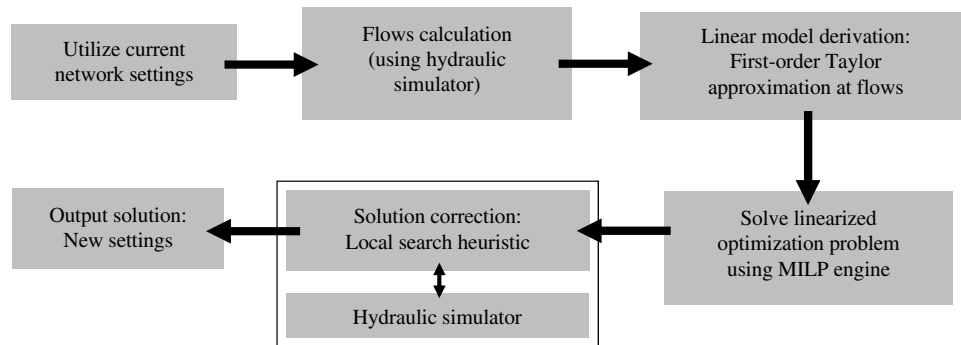 Utilize current
network settings
Flows calculation
(using hydraulic
simulator)
Linear model derivation:
First-order Taylor
approximation at flows
Solve linearized
optimization problem
using MILP engine
Solution correction:
Local search heuristic
Hydraulic simulator
Output solution:
New settings